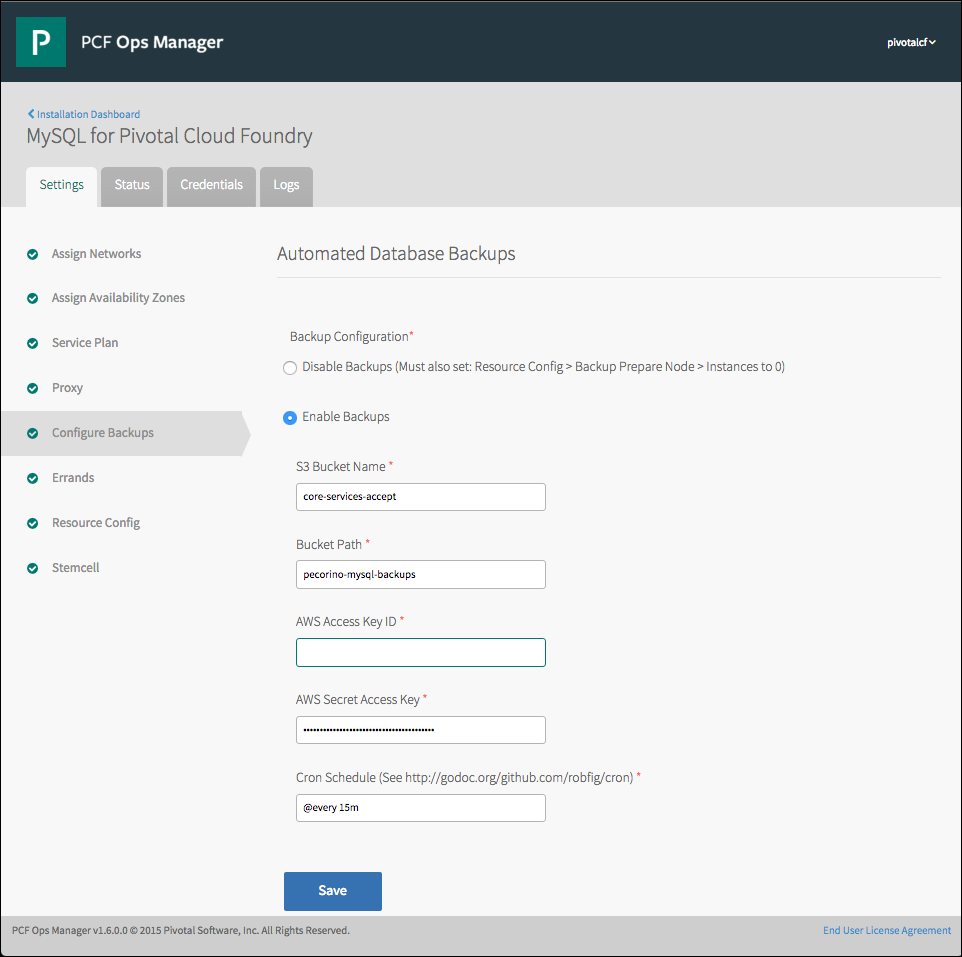 P
PCF Ops Manager
pivotalcf
Installation Dashboard
MySQL for Pivotal Cloud Foundry
Settings
Status
Credentials
Logs
Assign Networks
Assign Availability Zones
Service Plan
Proxy
Configure Backups
Errands
Resource Config
Stemcell
Automated Database Backups
Backup Configuration*
Disable Backups (Must also set: Resource Config > Backup Prepare Node > Instances to 0)
Enable Backups
S3 Bucket Name *
core-services-accept
Bucket Path *
pecorino-mysql-backups
AWS Access Key ID *
AWS Secret Access Key *
Cron Schedule (See http://godoc.org/github.com/robfig/cron) *
@every 15m
Save
PCF Ops Manager v1.6.0.0 © 2015 Pivotal Software, Inc. All Rights Reserved.
End User License Agreement